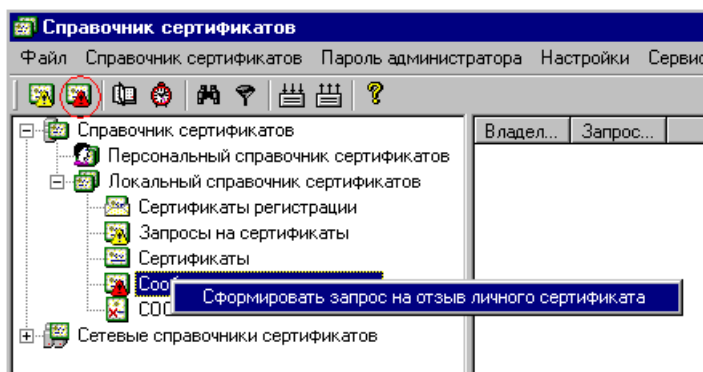 Справочник сертификатов
Файл Справочник сертификатов Пароль администратора Настройки Сервис
Справочник сертификатов
Владел... Запрос...
Персональный справочник сертификатов
Локальный справочник сертификатов
Сертификаты регистрации
Запросы на сертификаты
Сертификаты
Сформировать запрос на отзыв личного сертификата
Сетевые справочники сертификатов